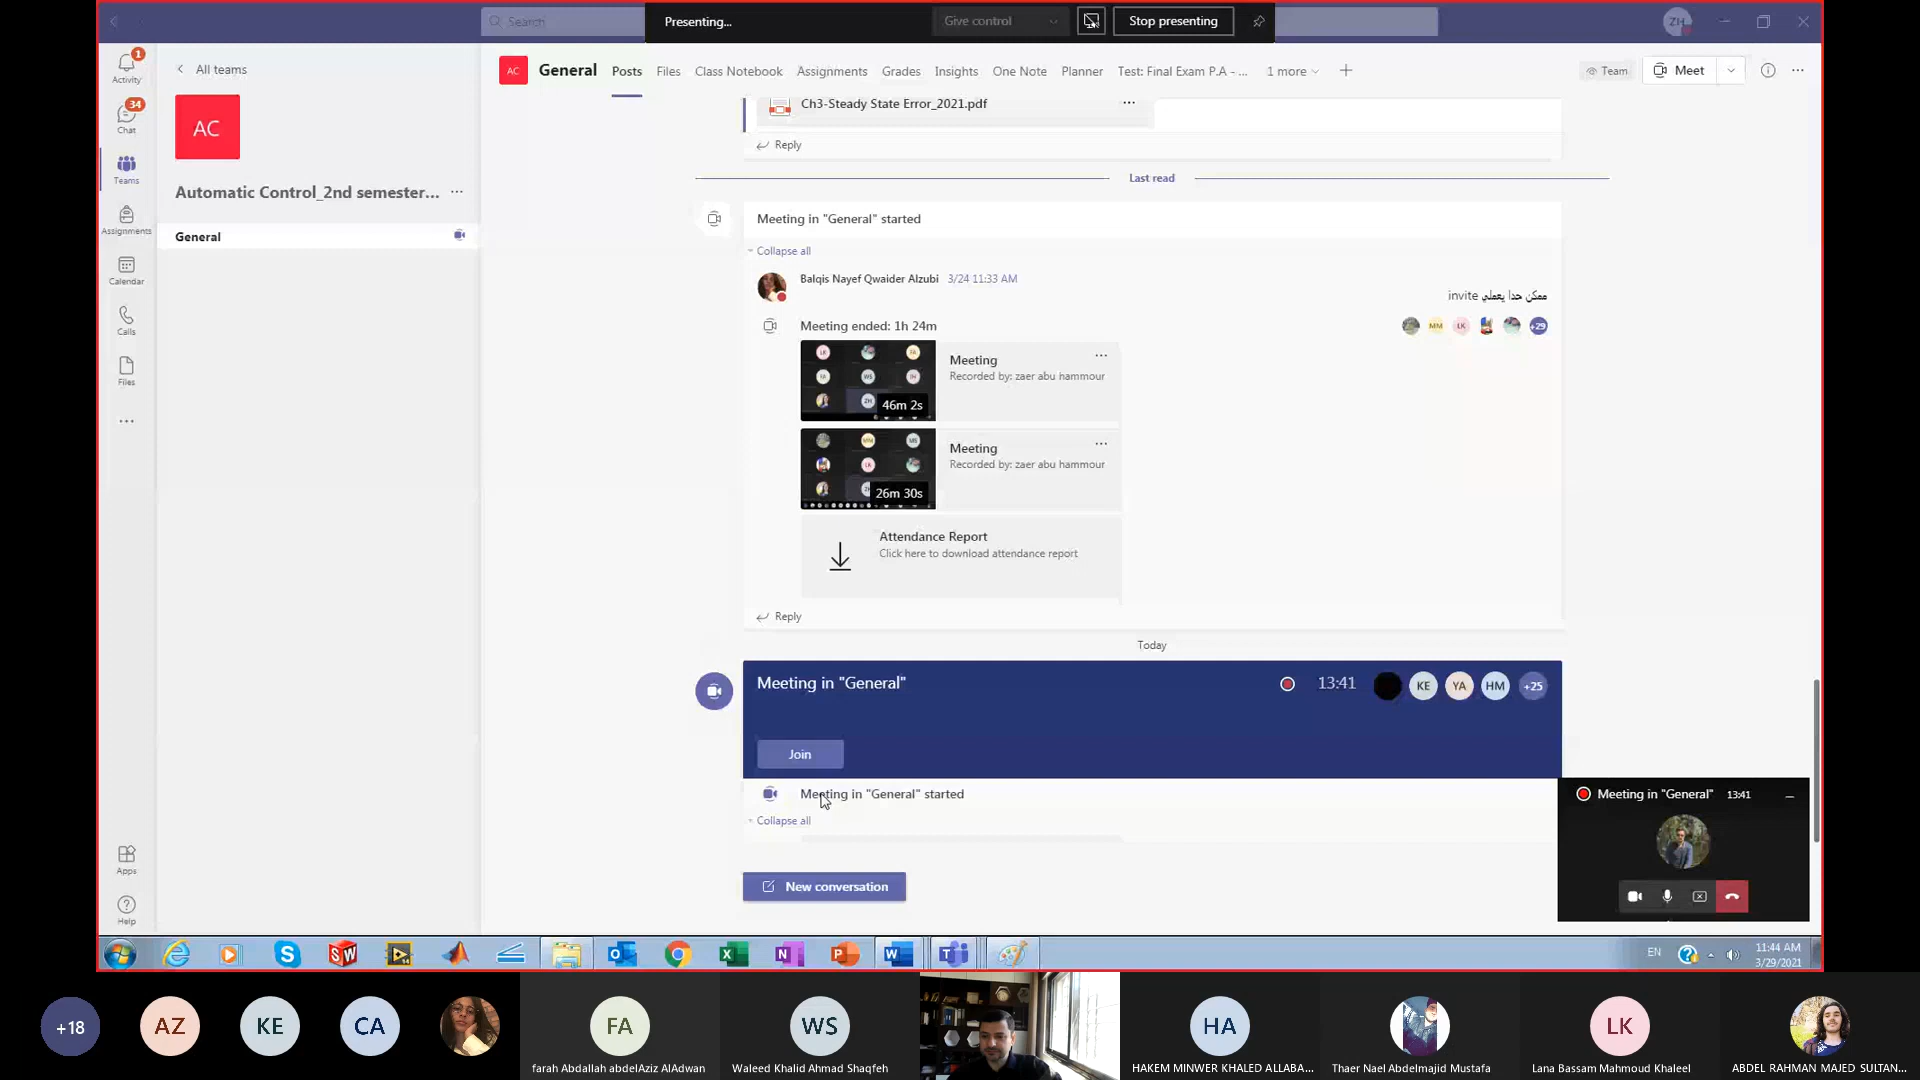 Search
Presenting...
Give control
Stop presenting
ZH
1
Activity
34
Chat
Teams
Assignments
Calendar
Calls
Files
Apps
Help
All teams
AC
Automatic Control_2nd semester...
General
AC
General
Posts
Files
Class Notebook
Assignments
Grades
Insights
One Note
Planner
Test: Final Exam P.A - ...
1 more
Team
Meet
Ch3-Steady State Error_2021.pdf
Reply
Last read
Meeting in "General" started
Collapse all
Balqis Nayef Qwaider Alzubi 3/24 11:33 AM
ممكن حدا يعملي invite
Meeting ended: 1h 24m
MM
LK
+29
46m 2s
Meeting
Recorded by: zaer abu hammour
26m 30s
Meeting
Recorded by: zaer abu hammour
Attendance Report
Click here to download attendance report
Reply
Today
Meeting in "General"
13:41
KE
YA
HM
+25
Join
Meeting in "General" started
Collapse all
New conversation
Meeting in "General"
13:41
EN
11:44 AM
3/29/2021
+18
AZ
KE
CA
FA
farah Abdallah abdelAziz AlAdwan
WS
Waleed Khalid Ahmad Shaqfeh
HA
HAKEM MINWER KHALED ALLABA...
Thaer Nael Abdelmajid Mustafa
LK
Lana Bassam Mahmoud Khaleel
ABDEL RAHMAN MAJED SULTAN...